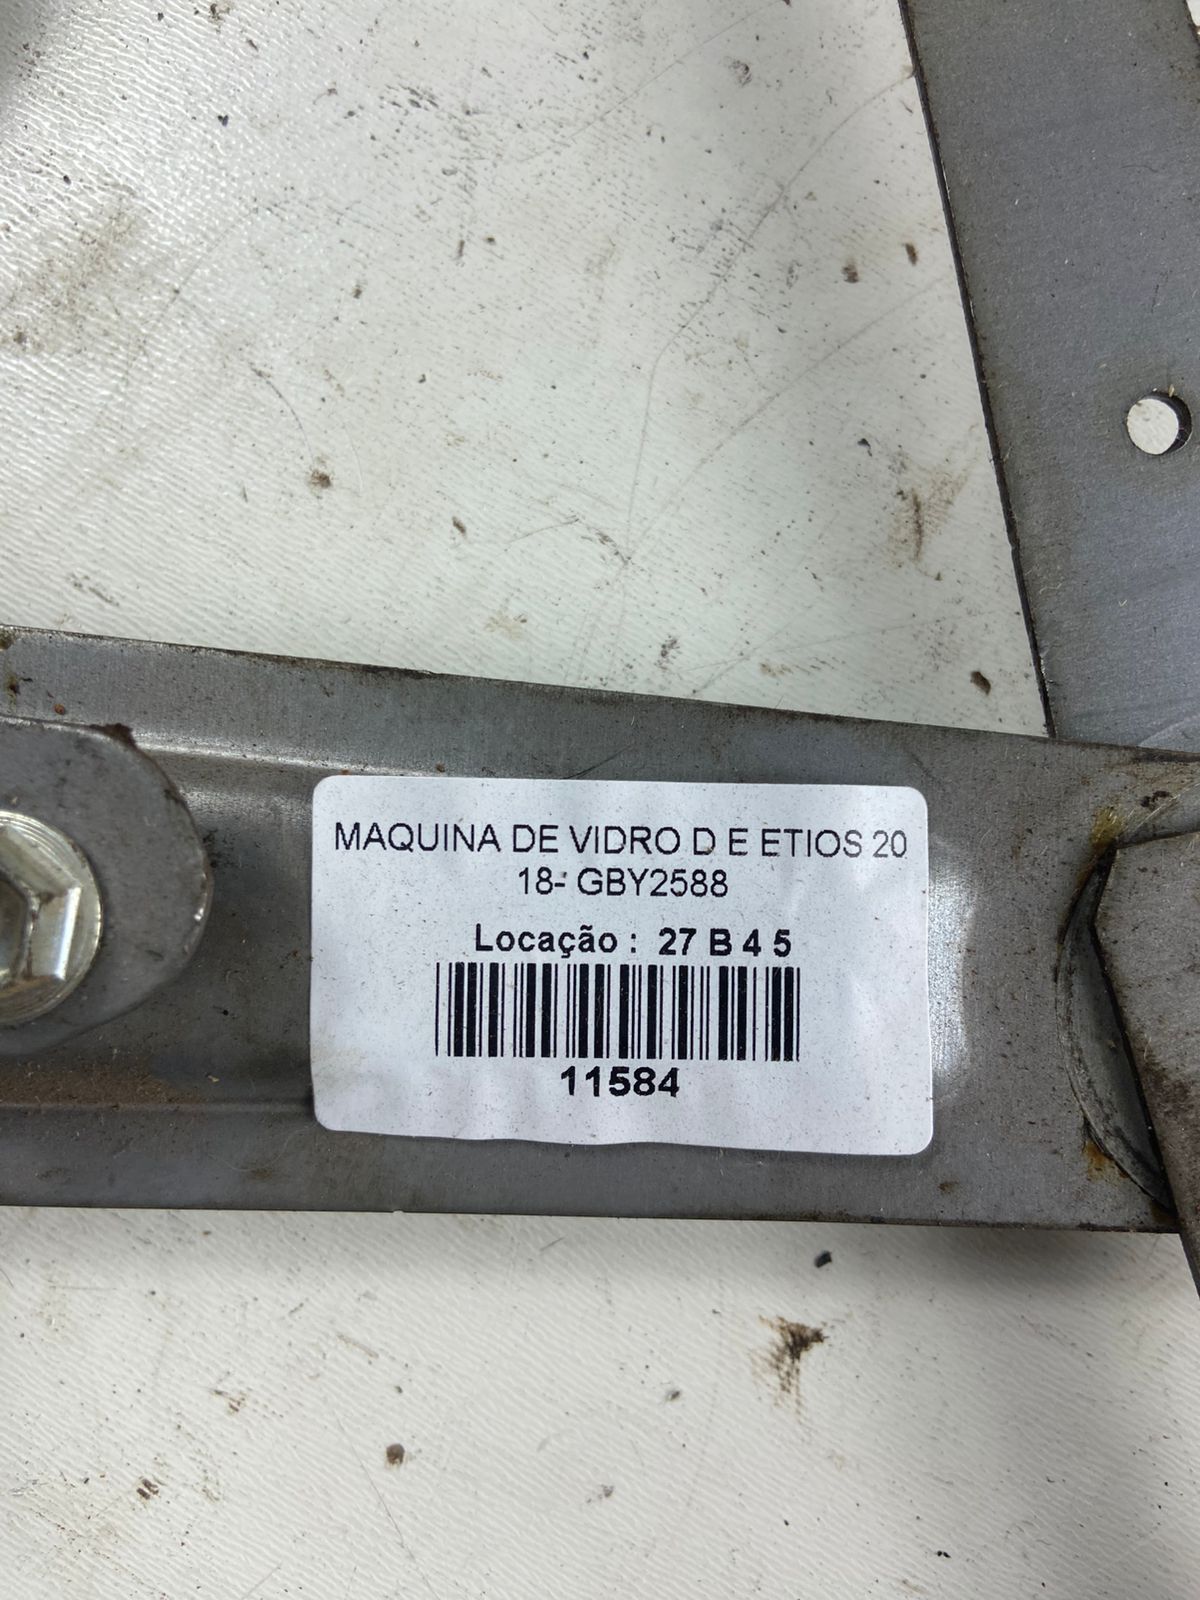 MAQUINA DE VIDRO D E ETIOS 20
18- GBY2588
Locação : 27 B 4 5
11584